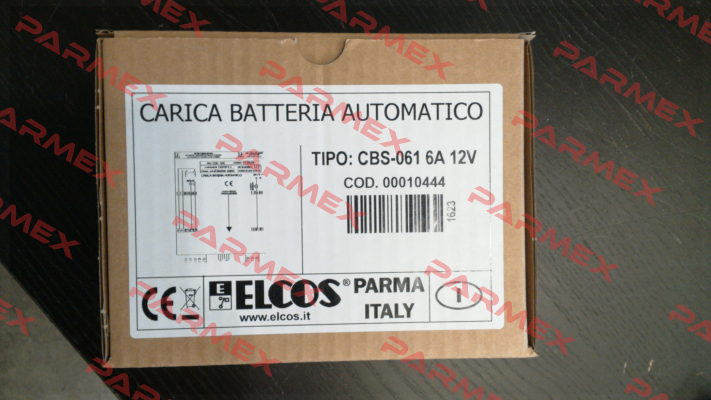 CARICA BATTERIA AUTOMATICO
TIPO: CBS-061 6A 12V
COD. 00010444
1623
CE
E ELCOS® PARMA
ITALY
www.elcos.it
1
PARMEX